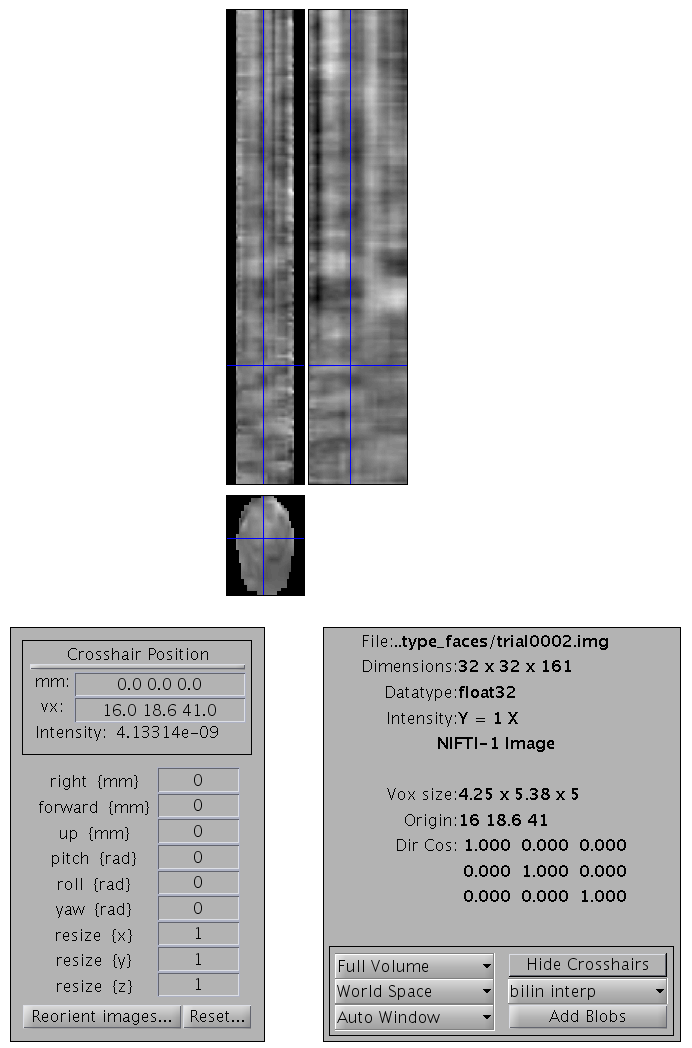 Crosshair Position
mm: 0.0 0.0 0.0
vx: 16.0 18.6 41.0
Intensity: 4.13314e-09
right {mm} 0
forward {mm} 0
up {mm} 0
pitch {rad} 0
roll {rad} 0
yaw {rad} 0
resize {x} 1
resize {y} 1
resize {z} 1
Reorient images... Reset...
File:..type_faces/trial0002.img
Dimensions:32 x 32 x 161
Datatype:float32
Intensity:Y = 1 X
NIFTI-1 Image
Vox size:4.25 x 5.38 x 5
Origin:16 18.6 41
Dir Cos: 1.000 0.000 0.000
0.000 1.000 0.000
0.000 0.000 1.000
Full Volume Hide Crosshairs
World Space bilin interp
Auto Window Add Blobs